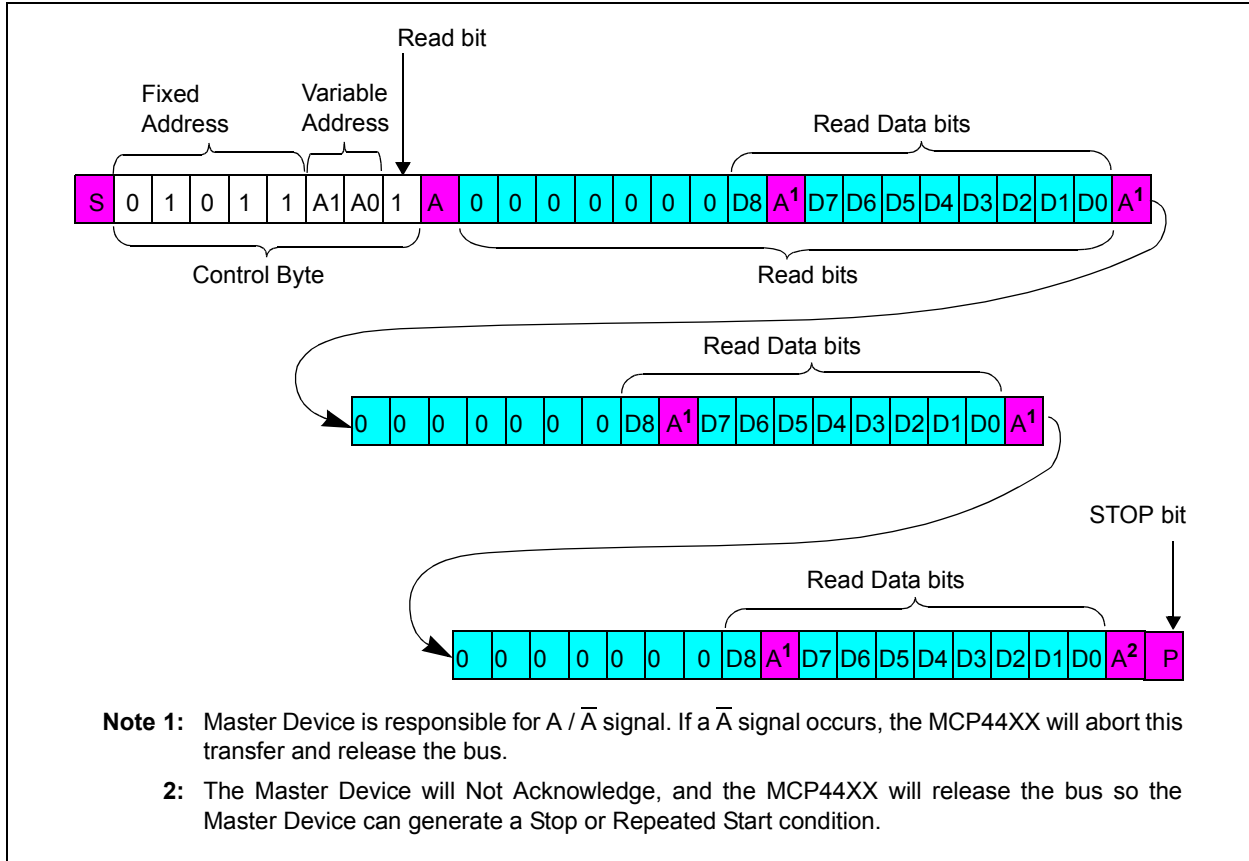 Read bit
Fixed Address
Variable Address
Read Data bits
S 0 1 0 1 1 A1 A0 1 A 0 0 0 0 0 0 0 D8 A¹ D7 D6 D5 D4 D3 D2 D1 D0 A¹
Control Byte
Read bits
Read Data bits
0 0 0 0 0 0 0 D8 A¹ D7 D6 D5 D4 D3 D2 D1 D0 A¹
STOP bit
Read Data bits
0 0 0 0 0 0 0 D8 A¹ D7 D6 D5 D4 D3 D2 D1 D0 A² P
Note 1: Master Device is responsible for A / A̅ signal. If a A̅ signal occurs, the MCP44XX will abort this
transfer and release the bus.
2: The Master Device will Not Acknowledge, and the MCP44XX will release the bus so the
Master Device can generate a Stop or Repeated Start condition.